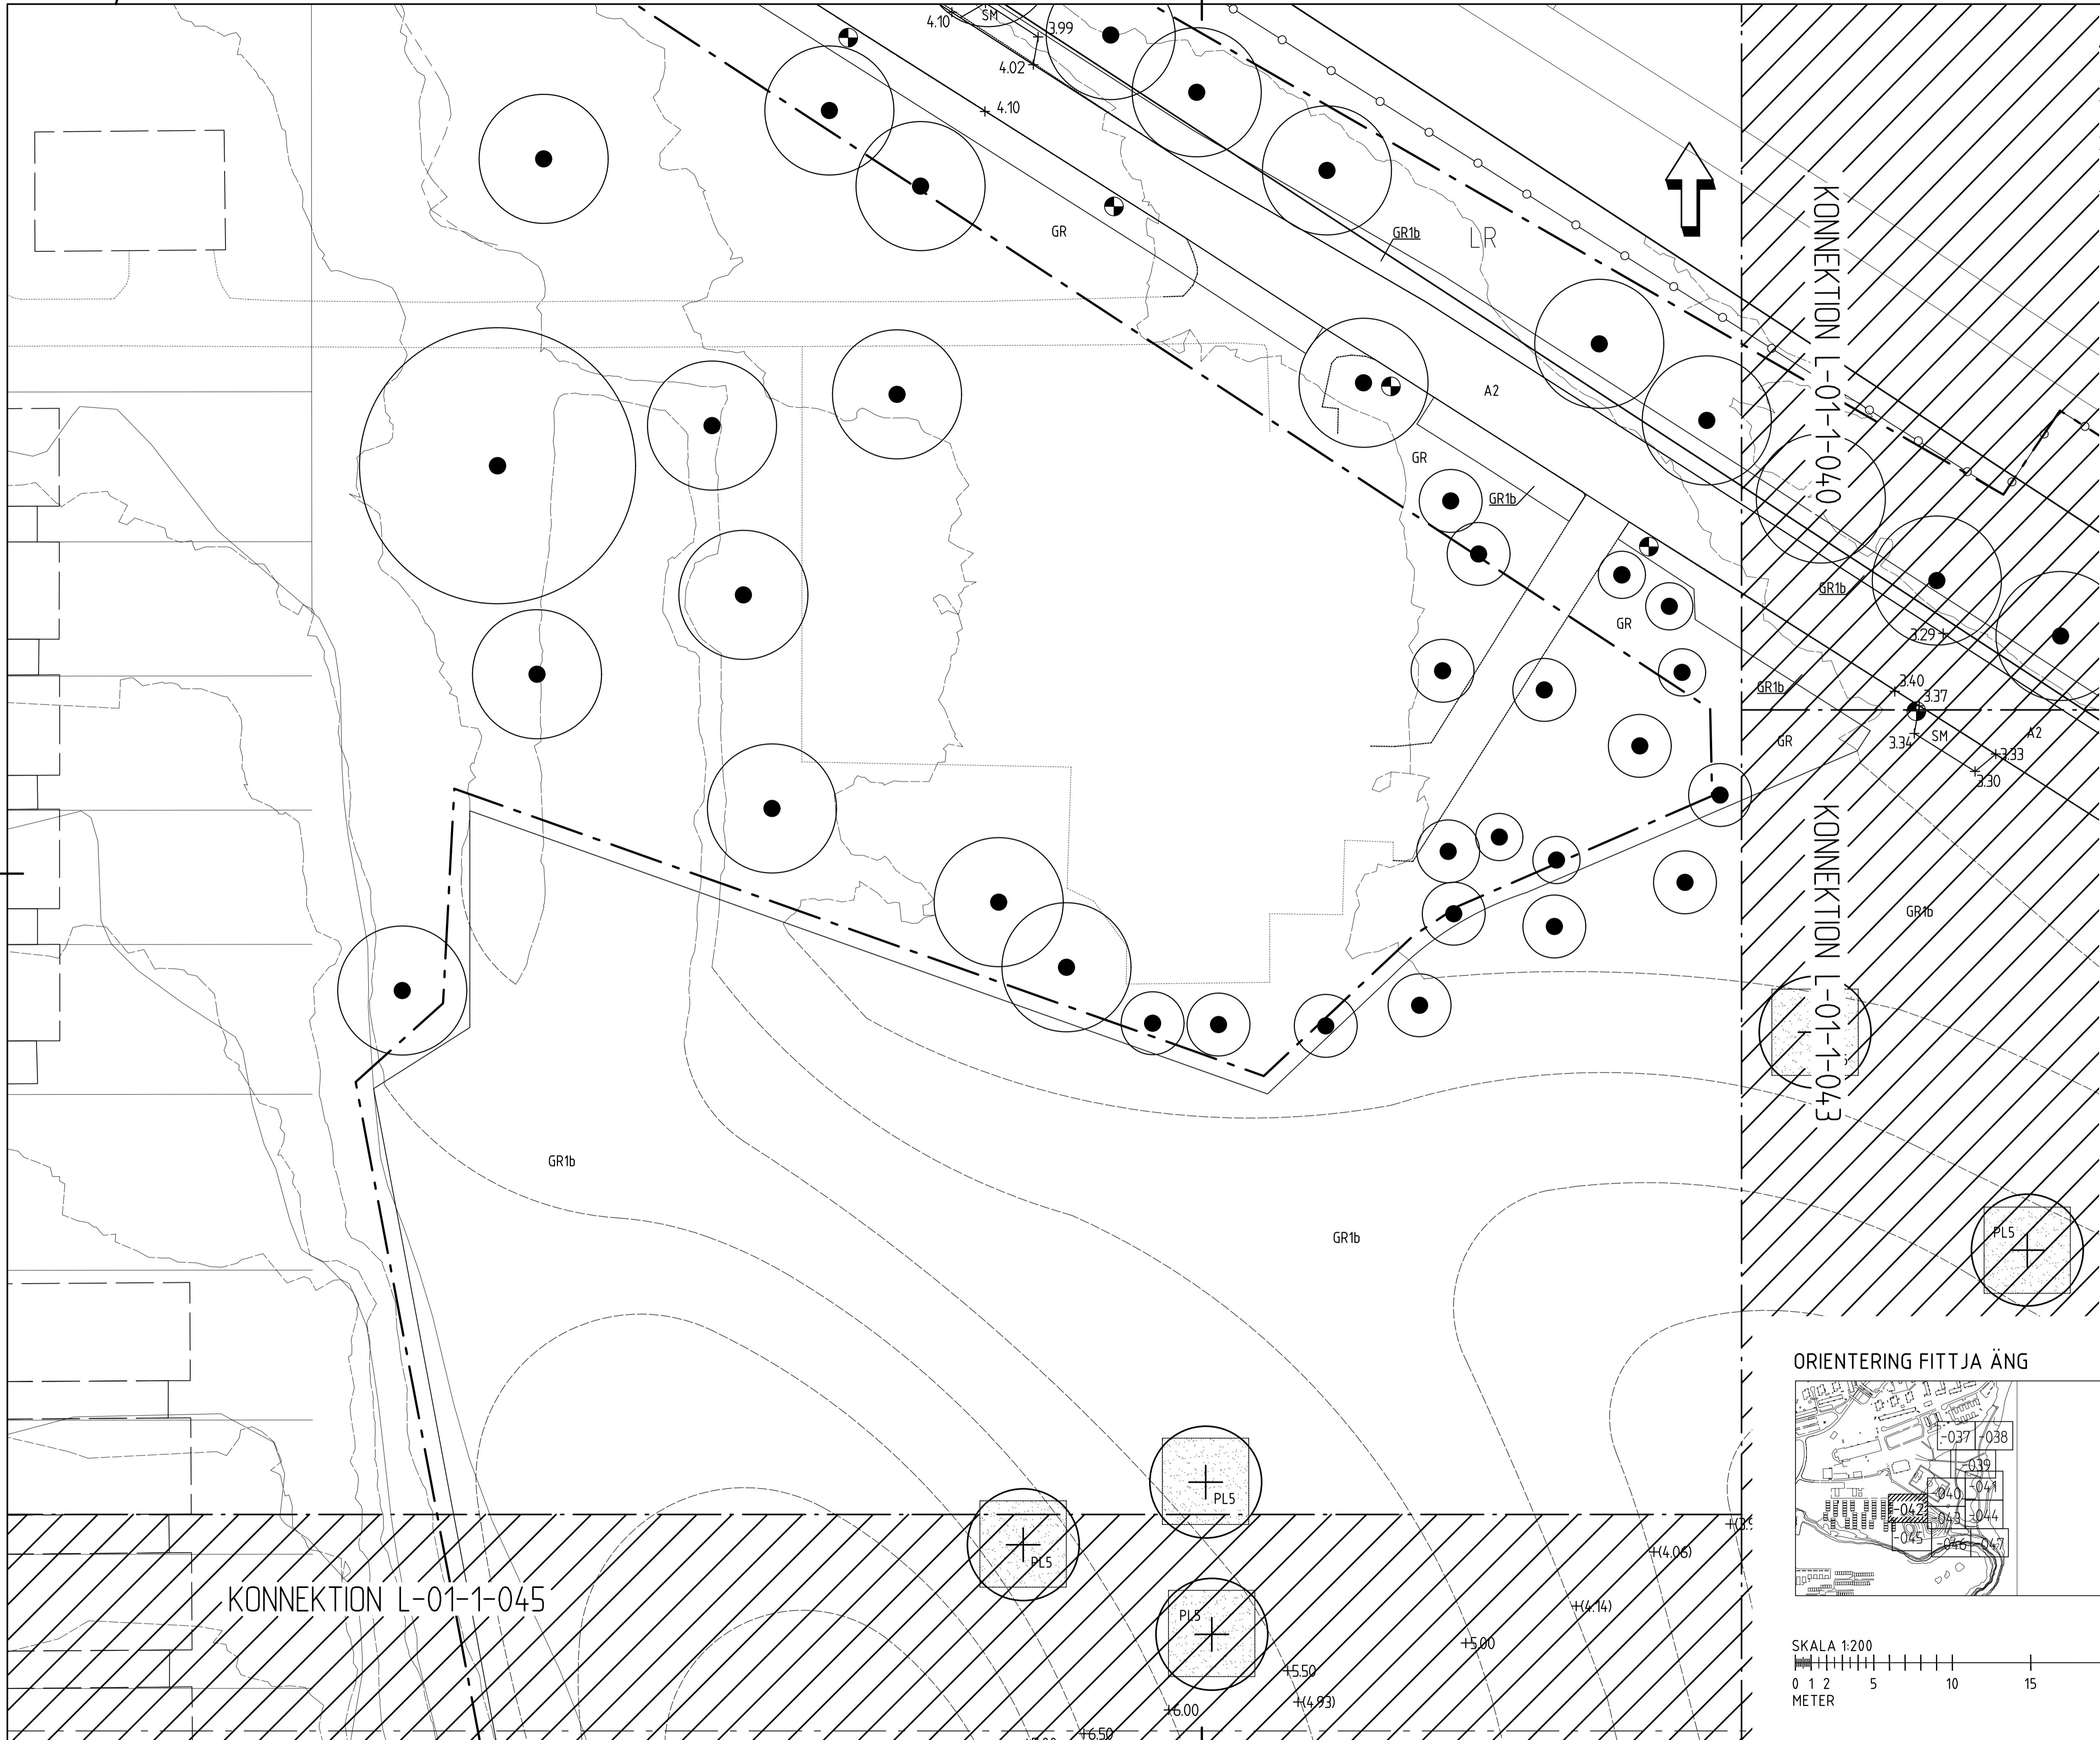 4.10
SM
3.99
4.02
4.10
GR
GR1b
LR
KONNEKTION L-01-1-040
A2
GR
GR1b
GR1b
GR
3.29
GR1b
3.40
3.37
3.34
SM
A2
GR
3.33
3.30
KONNEKTION L-01-1-043
GR1b
GR1b
PL5
GR1b
ORIENTERING FITTJA ÄNG
-037
-038
-039
-040
-041
-042
-043
-044
-045
-046
-047
PL5
PL5
(4.06)
KONNEKTION L-01-1-045
(4.14)
PL5
5.00
SKALA 1:200
5.50
0 1 2 5 10 15
(4.93)
METER
6.00
6.50